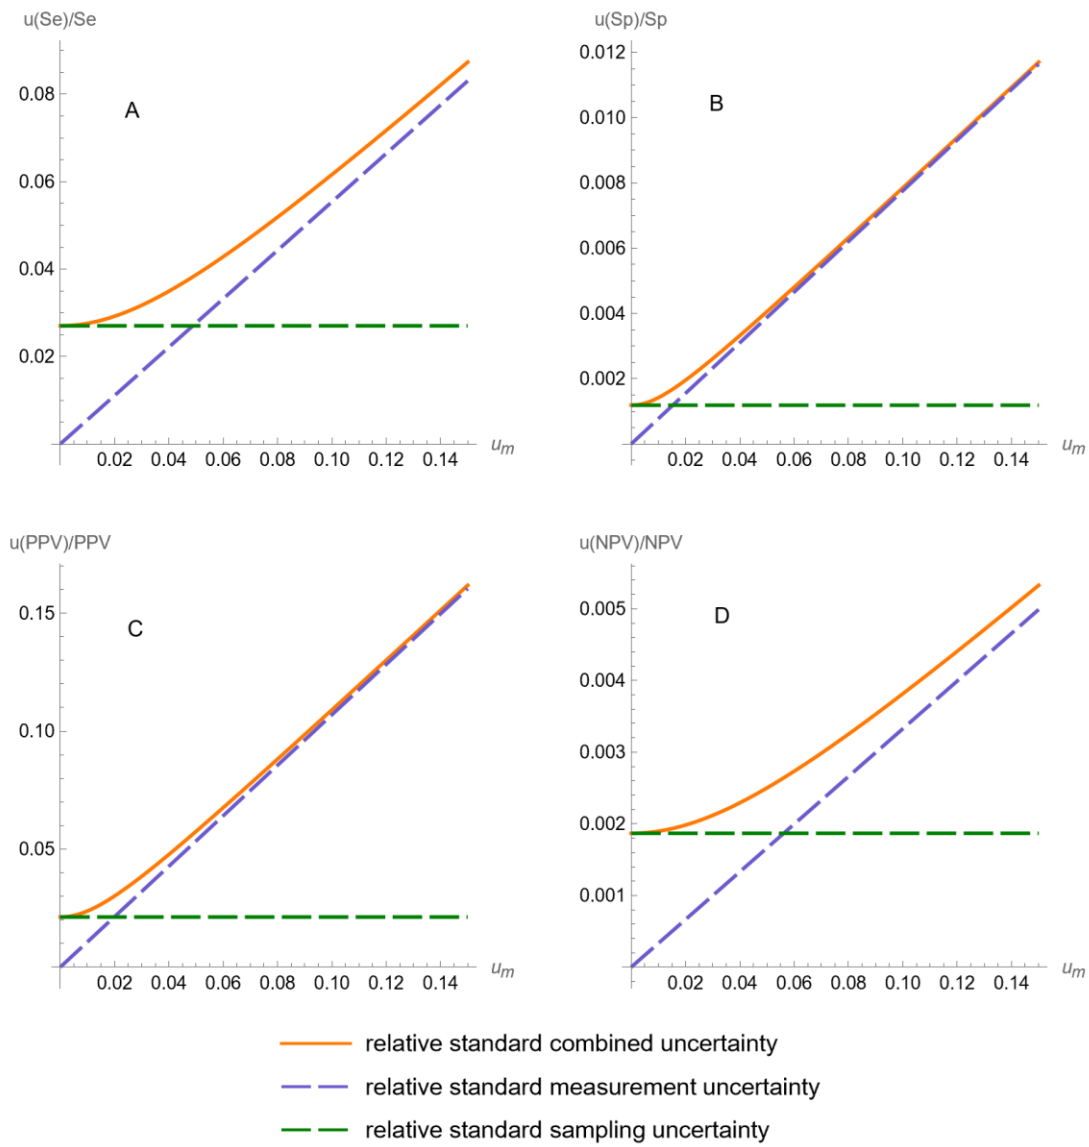 u(Se)/Se
A
0.08
0.06
0.04
0.02
0.02 0.04 0.06 0.08 0.10 0.12 0.14 u_m
u(Sp)/Sp
B
0.012
0.010
0.008
0.006
0.004
0.002
0.02 0.04 0.06 0.08 0.10 0.12 0.14 u_m
u(PPV)/PPV
C
0.15
0.10
0.05
0.02 0.04 0.06 0.08 0.10 0.12 0.14 u_m
u(NPV)/NPV
D
0.005
0.004
0.003
0.002
0.001
0.02 0.04 0.06 0.08 0.10 0.12 0.14 u_m
relative standard combined uncertainty
relative standard measurement uncertainty
relative standard sampling uncertainty